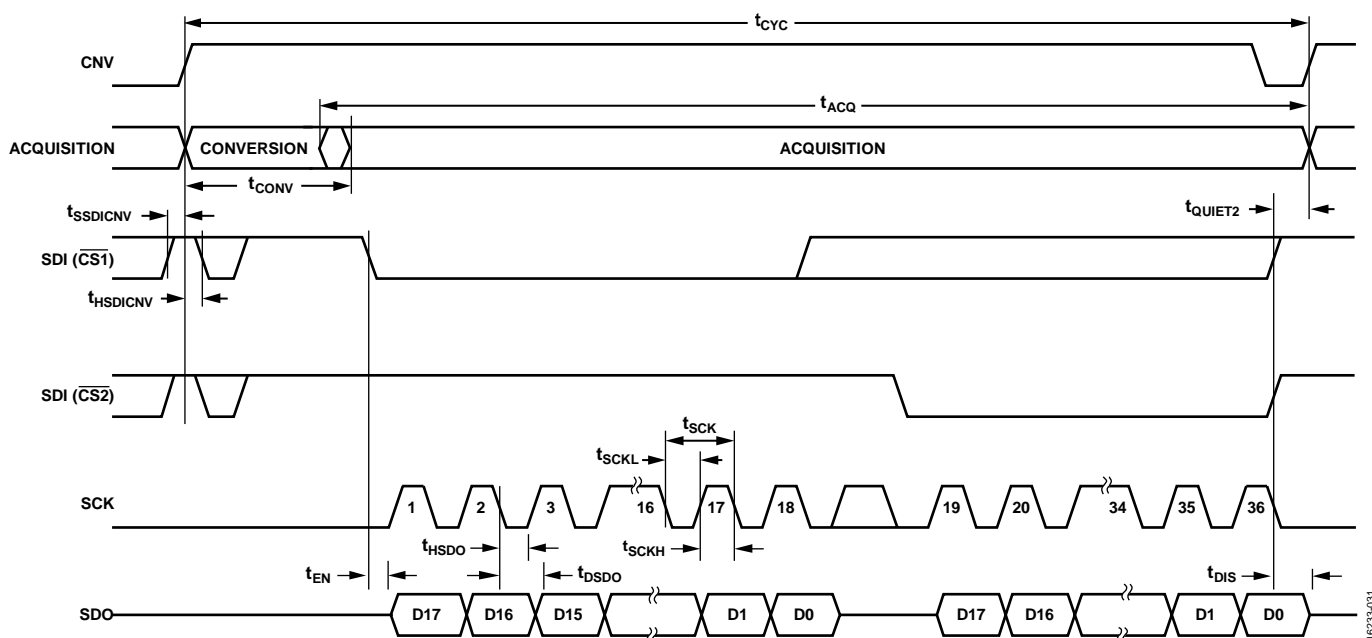 tCYC
CNV
tACQ
ACQUISITION
CONVERSION
ACQUISITION
tCONV
tSSDICNV
tQUIET2
SDI (CS1)
tHSDICNV
SDI (CS2)
tSCK
tSCKL
SCK
1
2
3
16
17
18
19
20
34
35
36
tHSDO
tSCKH
tEN
tDSDO
tDIS
SDO
D17
D16
D15
D1
D0
D17
D16
D1
D0